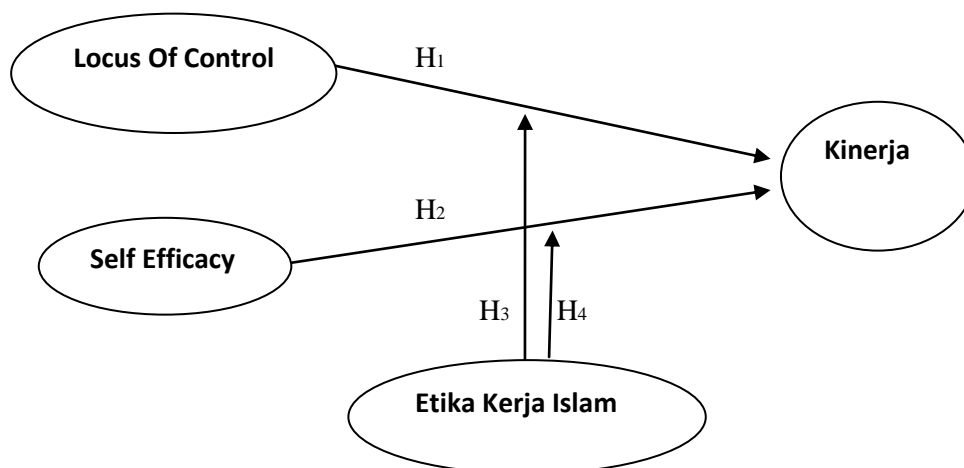 Locus Of Control
H1
Kinerja
H2
Self Efficacy
H3
H4
Etika Kerja Islam